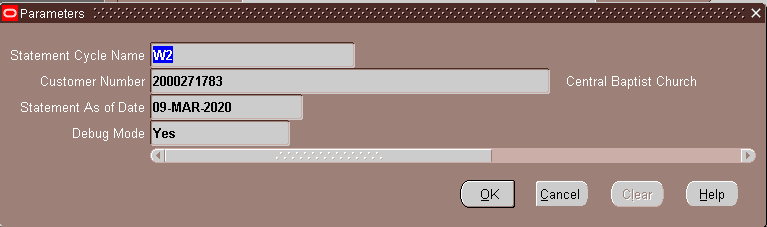 Parameters
Statement Cycle Name W2
Customer Number 2000271783 Central Baptist Church
Statement As of Date 09-MAR-2020
Debug Mode Yes
OK Cancel Clear Help